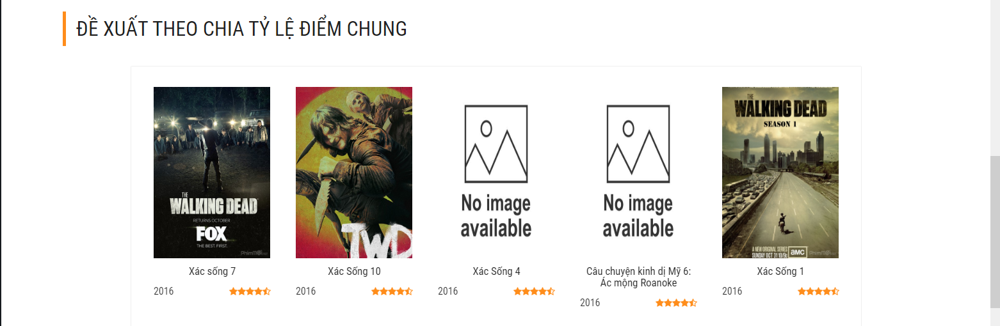 ĐỀ XUẤT THEO CHIA TỶ LỆ ĐIỂM CHUNG
THE
WALKING DEAD
RETURNS OCTOBER
FOX
THE BEST. FIRST.
Xác sống 7
2016
TWD
Xác Sống 10
2016
No image
available
Xác Sống 4
2016
No image
available
Câu chuyện kinh dị Mỹ 6:
Ác mộng Roanoke
2016
THE
WALKING DEAD
SEASON 1
A NEW ORIGINAL SERIES
SUNDAY OCT 31 10/9c
amc
Xác Sống 1
2016